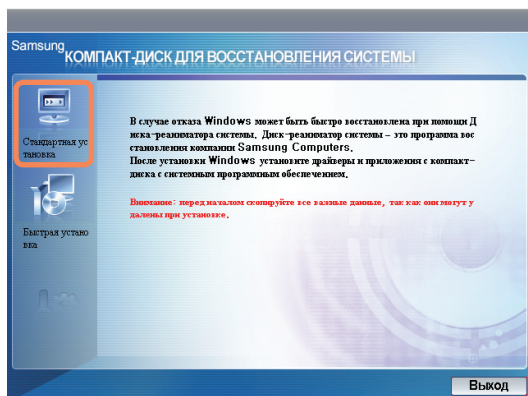 Samsung
КОМПАКТ-ДИСК ДЛЯ ВОССТАНОВЛЕНИЯ СИСТЕМЫ
Стандартная ус
тановка
Быстрая устано
вка
В случае отказа Windows может быть быстро восстановлена при помощи Д
иска-реаниматора системы. Диск-реаниматор системы – это программа вос
становления компании Samsung Computers.
После установки Windows установите драйверы и приложения с компакт-
диска с системным программным обеспечением.
Внимание: перед началом скопируйте все важные данные, так как они могут у
далены при установке.
Выход